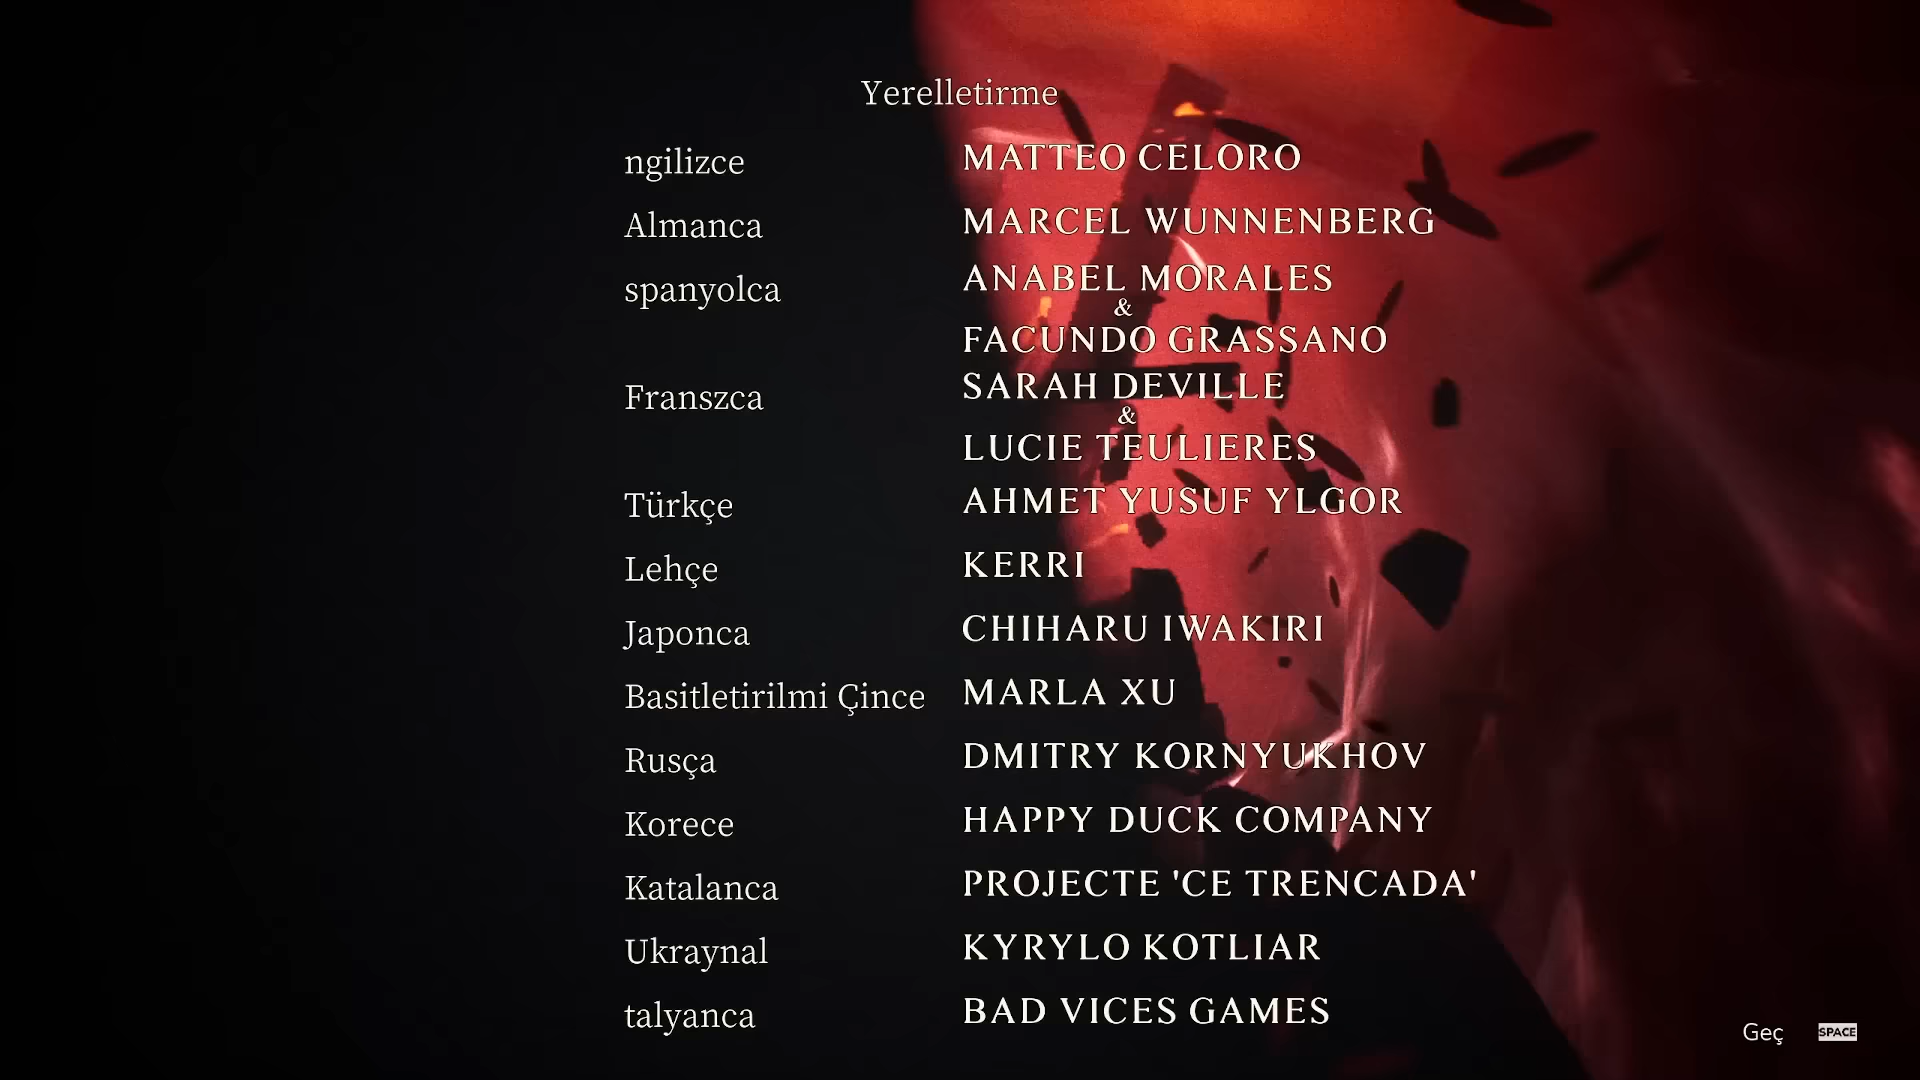 Yerelletirme
ngilizce MATTEO CELORO
Almanca MARCEL WUNNENBERG
spanyolca ANABEL MORALES
&
FACUNDO GRASSANO
Franszca SARAH DEVILLE
&
LUCIE TEULIERES
Türkçe AHMET YUSUF YLGOR
Lehçe KERRI
Japonca CHIHARU IWAKIRI
Basitletirilmi Çince MARLA XU
Rusça DMITRY KORNYUKHOV
Korece HAPPY DUCK COMPANY
Katalanca PROJECTE 'CE TRENCADA'
Ukraynal KYRYLO KOTLIAR
talyanca BAD VICES GAMES
Geç SPACE